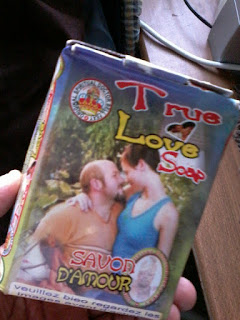 True
Love
Soap
SAVON
D'AMOUR
veuillez bien regardez les